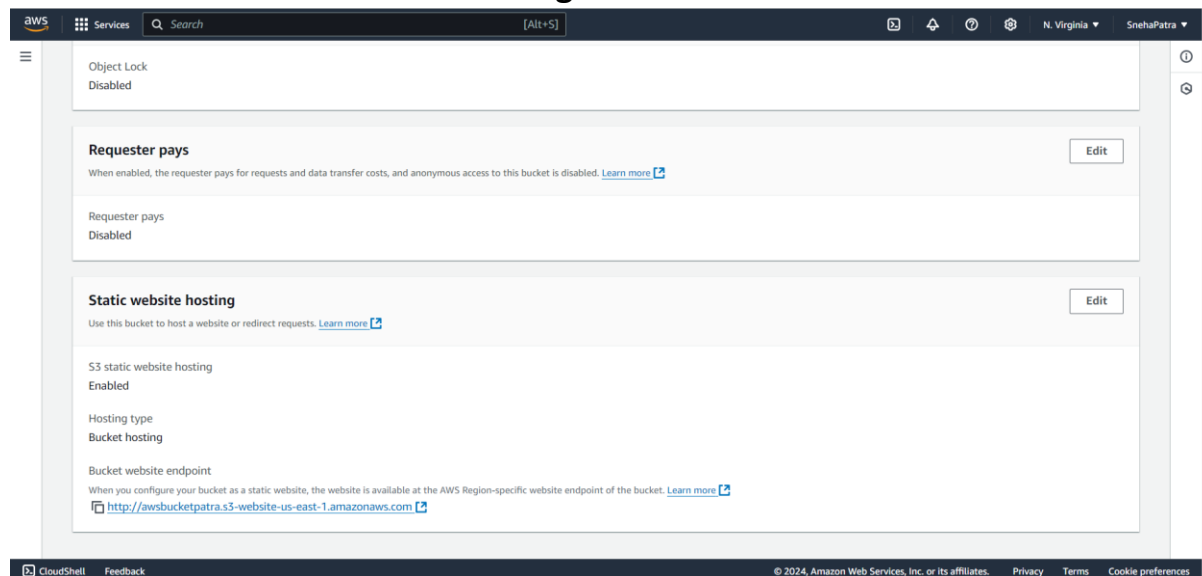 aws
Services
Search
[Alt+S]
N. Virginia
SnehaPatra
Object Lock
Disabled
Requester pays
Edit
When enabled, the requester pays for requests and data transfer costs, and anonymous access to this bucket is disabled. Learn more
Requester pays
Disabled
Static website hosting
Edit
Use this bucket to host a website or redirect requests. Learn more
S3 static website hosting
Enabled
Hosting type
Bucket hosting
Bucket website endpoint
When you configure your bucket as a static website, the website is available at the AWS Region-specific website endpoint of the bucket. Learn more
http://awsbucketpatra.s3-website-us-east-1.amazonaws.com
CloudShell
Feedback
© 2024, Amazon Web Services, Inc. or its affiliates.
Privacy
Terms
Cookie preferences